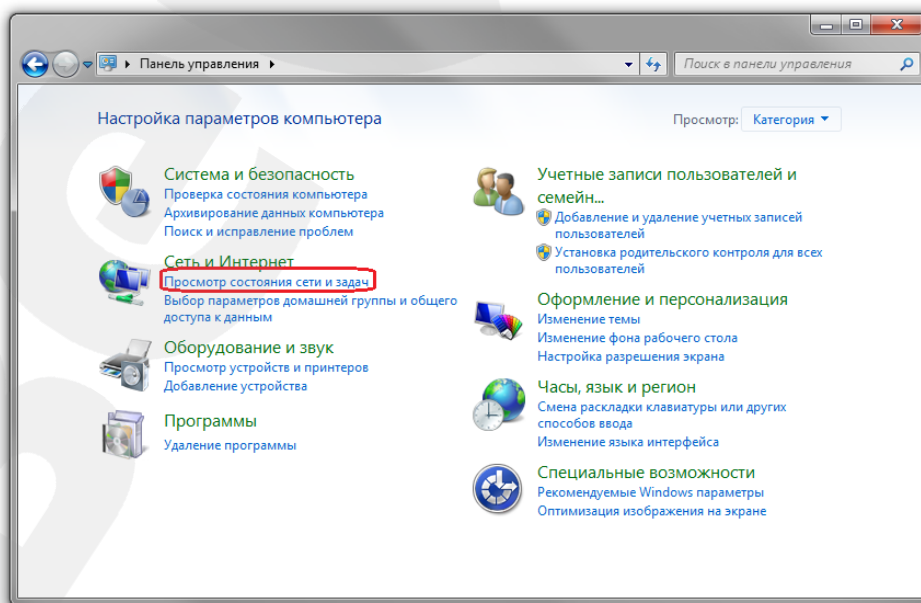 Панель управления
Поиск в панели управления
Настройка параметров компьютера
Просмотр: Категория
Система и безопасность
Проверка состояния компьютера
Архивирование данных компьютера
Поиск и исправление проблем
Сеть и Интернет
Просмотр состояния сети и задач
Выбор параметров домашней группы и общего
доступа к данным
Оборудование и звук
Просмотр устройств и принтеров
Добавление устройства
Программы
Удаление программы
Учетные записи пользователей и
семейн...
Добавление и удаление учетных записей
пользователей
Установка родительского контроля для всех
пользователей
Оформление и персонализация
Изменение темы
Изменение фона рабочего стола
Настройка разрешения экрана
Часы, язык и регион
Смена раскладки клавиатуры или других
способов ввода
Изменение языка интерфейса
Специальные возможности
Рекомендуемые Windows параметры
Оптимизация изображения на экране